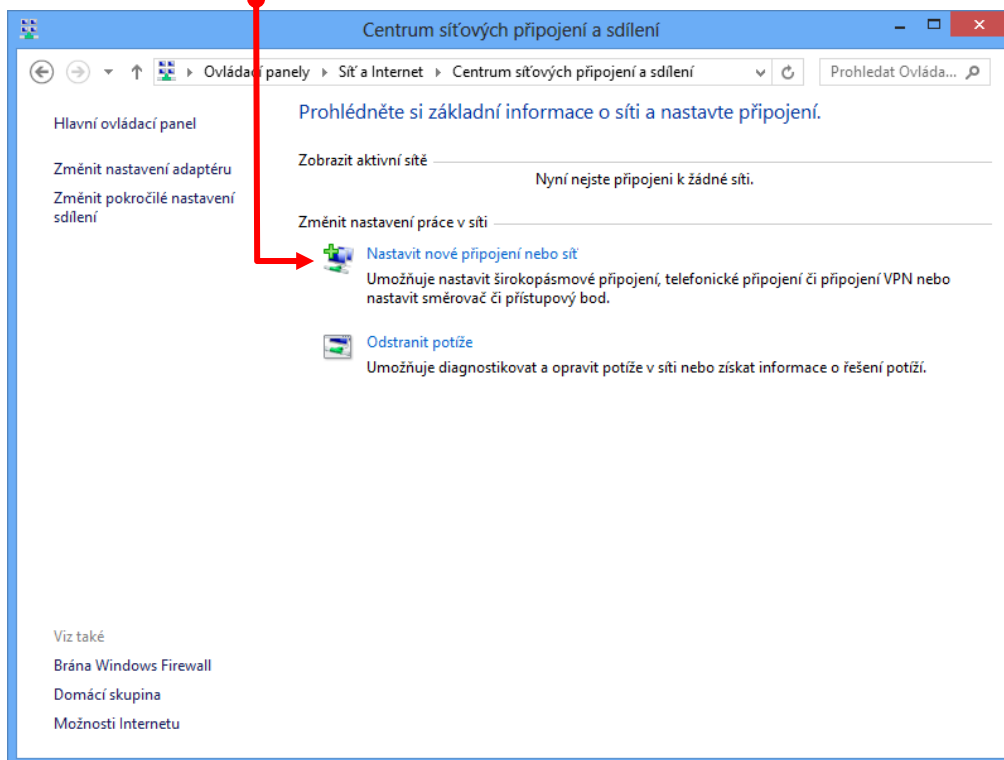 Centrum síťových připojení a sdílení
Ovládací panely ▸ Síť a Internet ▸ Centrum síťových připojení a sdílení
Prohledat Ovláda...
Hlavní ovládací panel
Změnit nastavení adaptéru
Změnit pokročilé nastavení
sdílení
Prohlédněte si základní informace o síti a nastavte připojení.
Zobrazit aktivní sítě
Nyní nejste připojeni k žádné síti.
Změnit nastavení práce v síti
Nastavit nové připojení nebo síť
Umožňuje nastavit širokopásmové připojení, telefonické připojení či připojení VPN nebo
nastavit směrovač či přístupový bod.
Odstranit potíže
Umožňuje diagnostikovat a opravit potíže v síti nebo získat informace o řešení potíží.
Viz také
Brána Windows Firewall
Domácí skupina
Možnosti Internetu